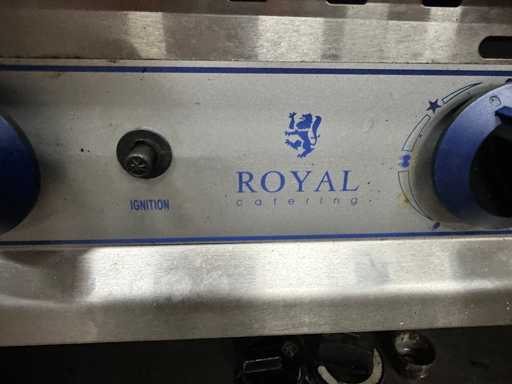 IGNITION
ROYAL
catering